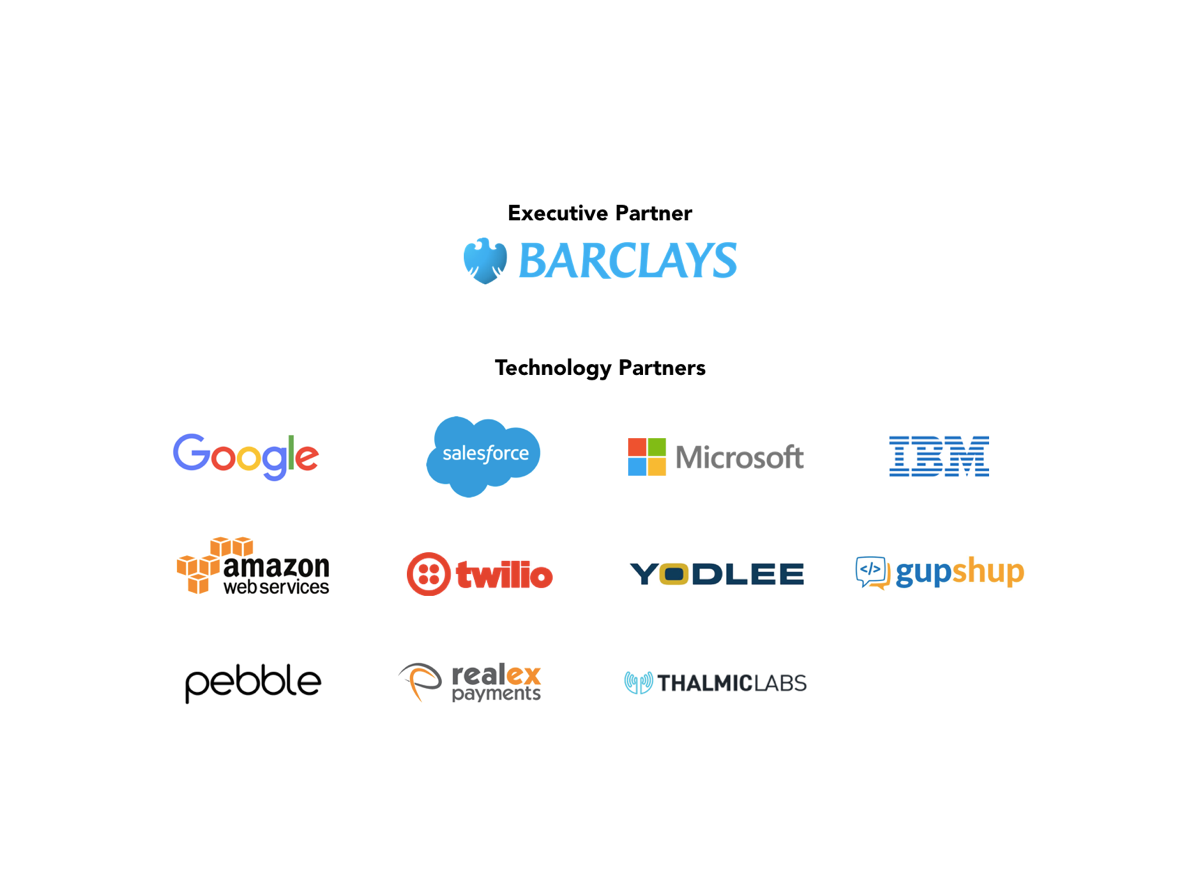 Executive Partner
BARCLAYS
Technology Partners
Google
salesforce
Microsoft
IBM
amazon
web services
twilio
YODLEE
</> gupshup
pebble
realex
payments
THALMICLABS